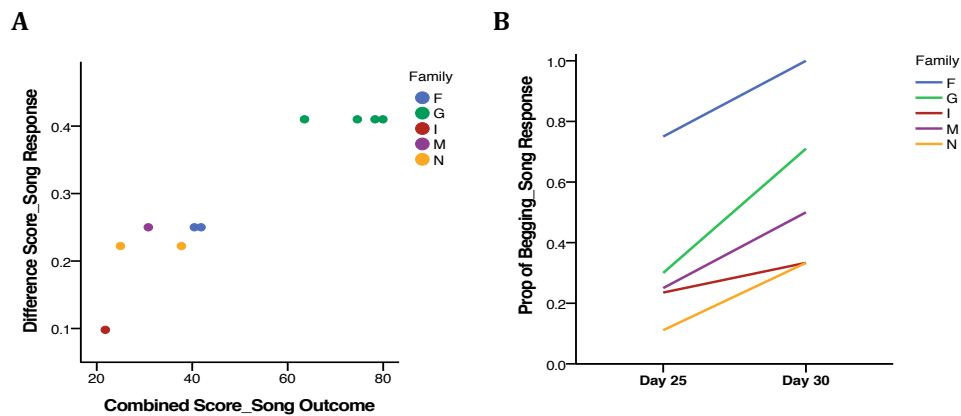 A
Difference Score_Song Response
0.4
0.3
0.2
0.1
20
40
60
80
Combined Score_Song Outcome
Family
F
G
I
M
N
B
Prop of Begging_Song Response
1.0
0.8
0.6
0.4
0.2
0.0
Day 25
Day 30
Family
F
G
I
M
N